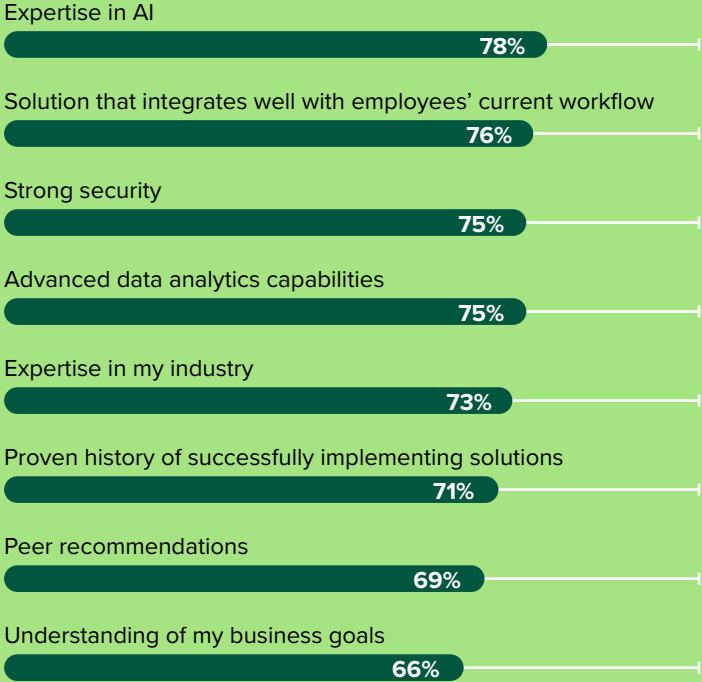 Expertise in AI
78%
Solution that integrates well with employees’ current workflow
76%
Strong security
75%
Advanced data analytics capabilities
75%
Expertise in my industry
73%
Proven history of successfully implementing solutions
71%
Peer recommendations
69%
Understanding of my business goals
66%